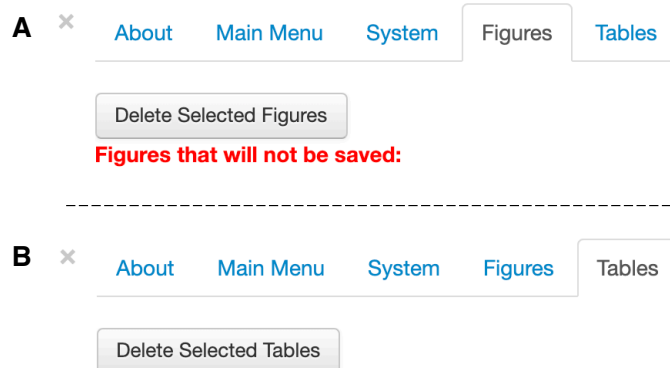 A × About Main Menu System Figures Tables
Delete Selected Figures
Figures that will not be saved:
B × About Main Menu System Figures Tables
Delete Selected Tables